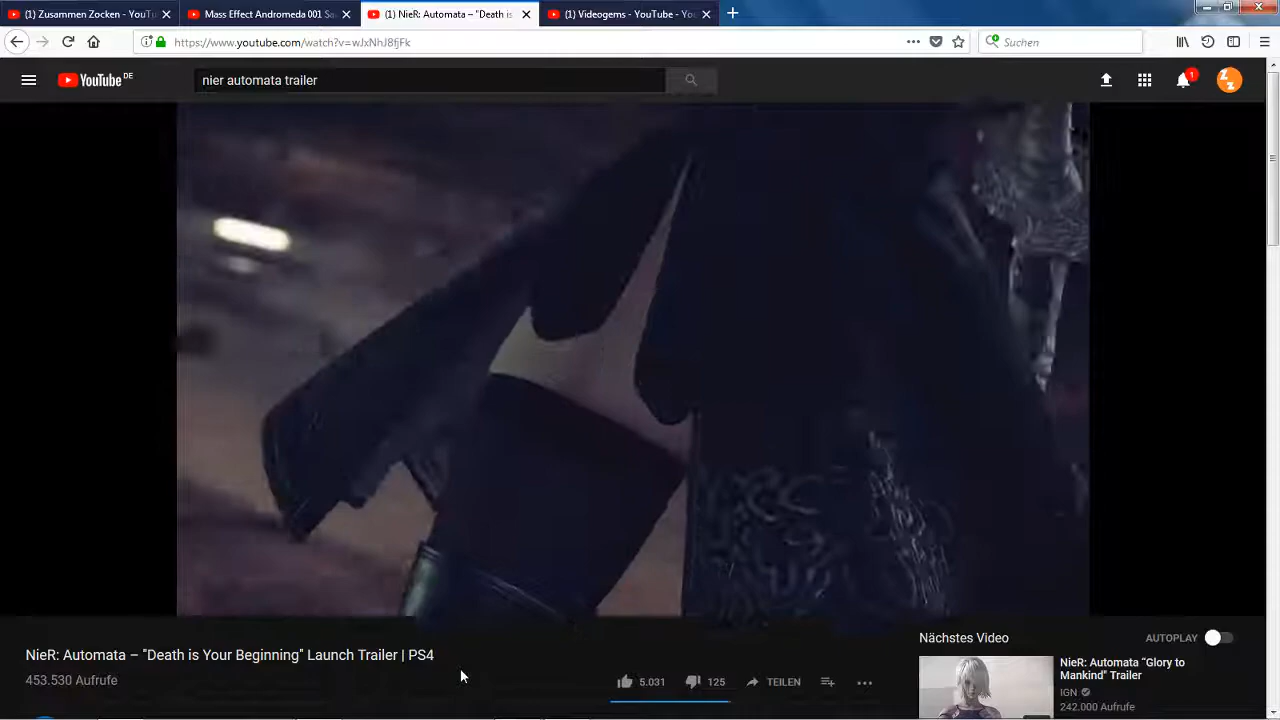 (1) Zusammen Zocken - YouTu
Mass Effect Andromeda 001 Sa
(1) NieR: Automata – "Death is
(1) Videogems - YouTube - You
https://www.youtube.com/watch?v=wJxNhJ8fjFk
Suchen
YouTube DE
nier automata trailer
1
NieR: Automata – "Death is Your Beginning" Launch Trailer | PS4
453.530 Aufrufe
5.031
125
TEILEN
Nächstes Video
AUTOPLAY
NieR: Automata “Glory to
Mankind" Trailer
IGN
242.000 Aufrufe